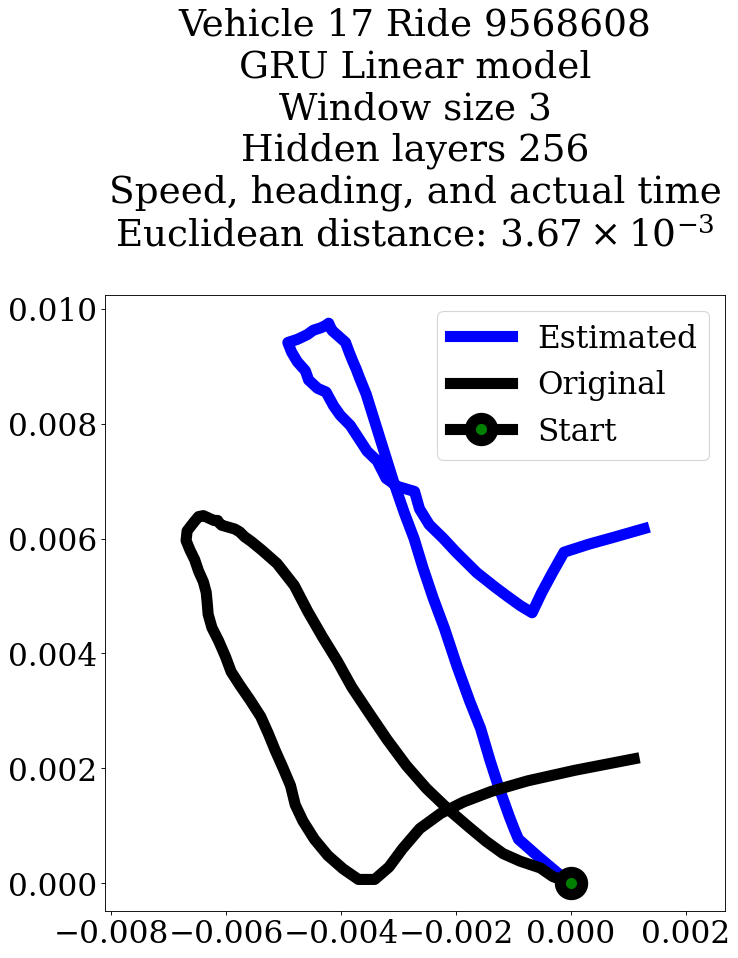 Vehicle 17 Ride 9568608
GRU Linear model
Window size 3
Hidden layers 256
Speed, heading, and actual time
Euclidean distance: 3.67 × 10⁻³
0.010
0.008
0.006
0.004
0.002
0.000
Estimated
Original
Start
−0.008 −0.006 −0.004 −0.002 0.000 0.002